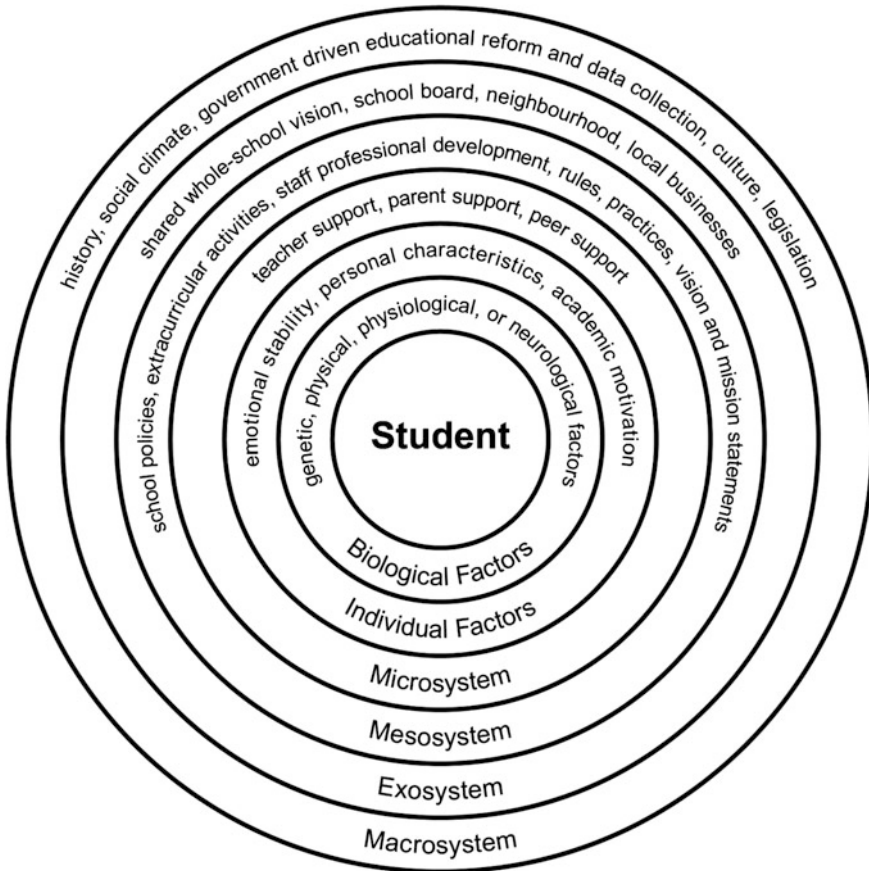 history, social climate, government driven educational reform and data collection, culture, legislation
shared whole-school vision, school board, neighbourhood, local businesses
school policies, extracurricular activities, staff professional development, rules, practices, vision and mission statements
teacher support, parent support, peer support
emotional stability, personal characteristics, academic motivation
genetic, physical, physiological, or neurological factors
Student
Biological Factors
Individual Factors
Microsystem
Mesosystem
Exosystem
Macrosystem